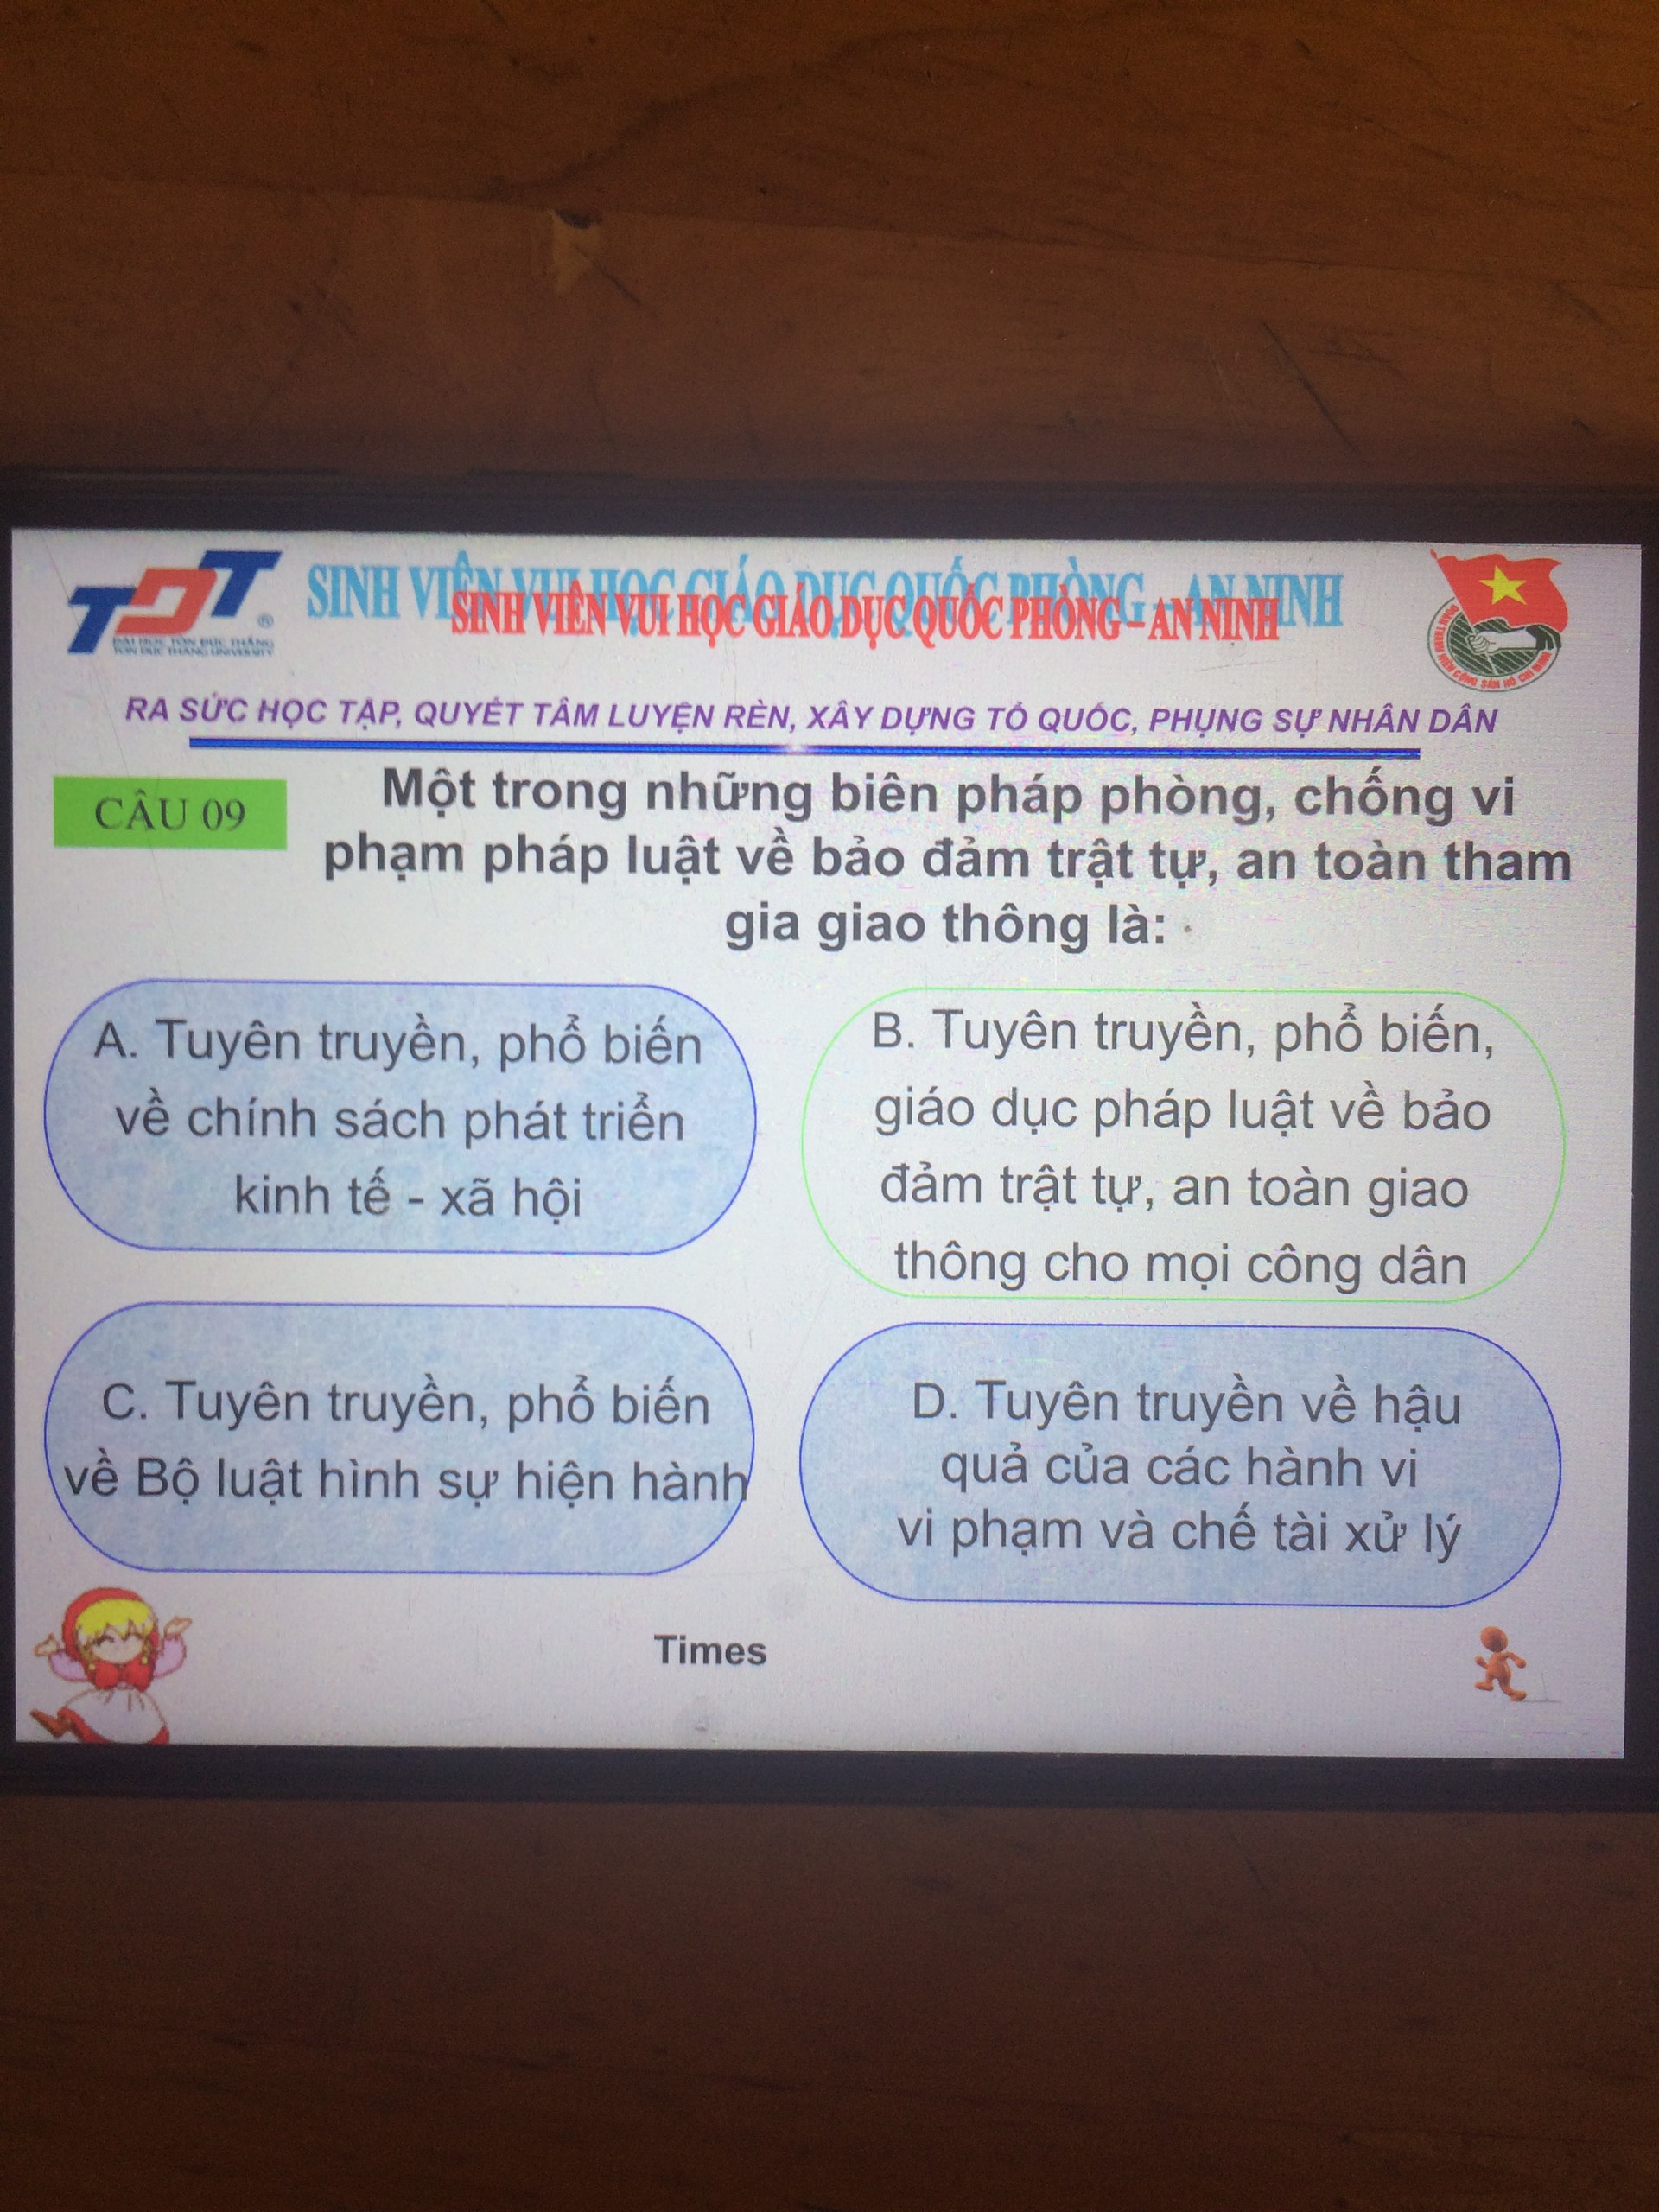 TDT ®
ĐẠI HỌC TÔN ĐỨC THẮNG
TON DUC THANG UNIVERSITY
SINH VIÊN VUI HỌC GIÁO DỤC QUỐC PHÒNG – AN NINH
SINH VIÊN VUI HỌC GIÁO DỤC QUỐC PHÒNG – AN NINH
ĐOÀN THANH NIÊN CỘNG SẢN HỒ CHÍ MINH
RA SỨC HỌC TẬP, QUYẾT TÂM LUYỆN RÈN, XÂY DỰNG TỔ QUỐC, PHỤNG SỰ NHÂN DÂN
CÂU 09
Một trong những biên pháp phòng, chống vi
phạm pháp luật về bảo đảm trật tự, an toàn tham
gia giao thông là:
A. Tuyên truyền, phổ biến
về chính sách phát triển
kinh tế - xã hội
B. Tuyên truyền, phổ biến,
giáo dục pháp luật về bảo
đảm trật tự, an toàn giao
thông cho mọi công dân
C. Tuyên truyền, phổ biến
về Bộ luật hình sự hiện hành
D. Tuyên truyền về hậu
quả của các hành vi
vi phạm và chế tài xử lý
Times